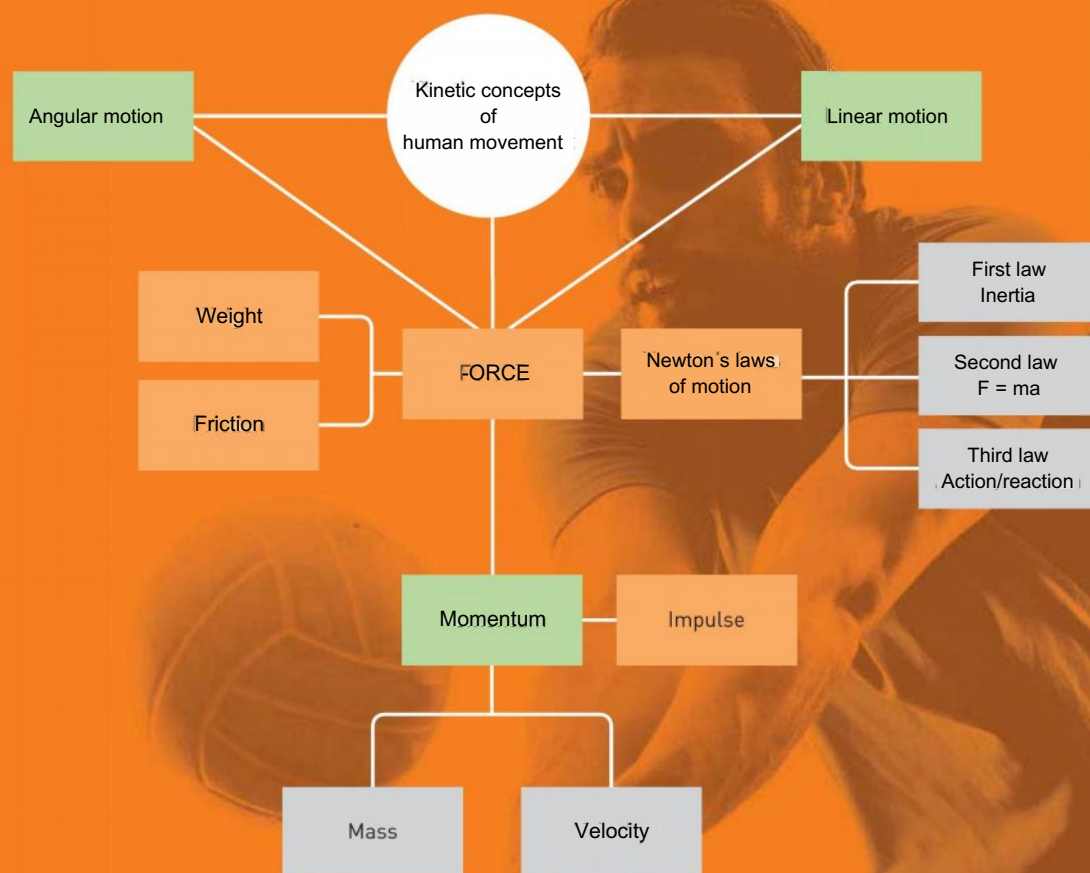 Kinetic concepts
of
human movement
Angular motion
Linear motion
Weight
Friction
FORCE
Newton´s laws
of motion
First law
Inertia
Second law
F = ma
Third law
Action/reaction
Momentum
Impulse
Mass
Velocity